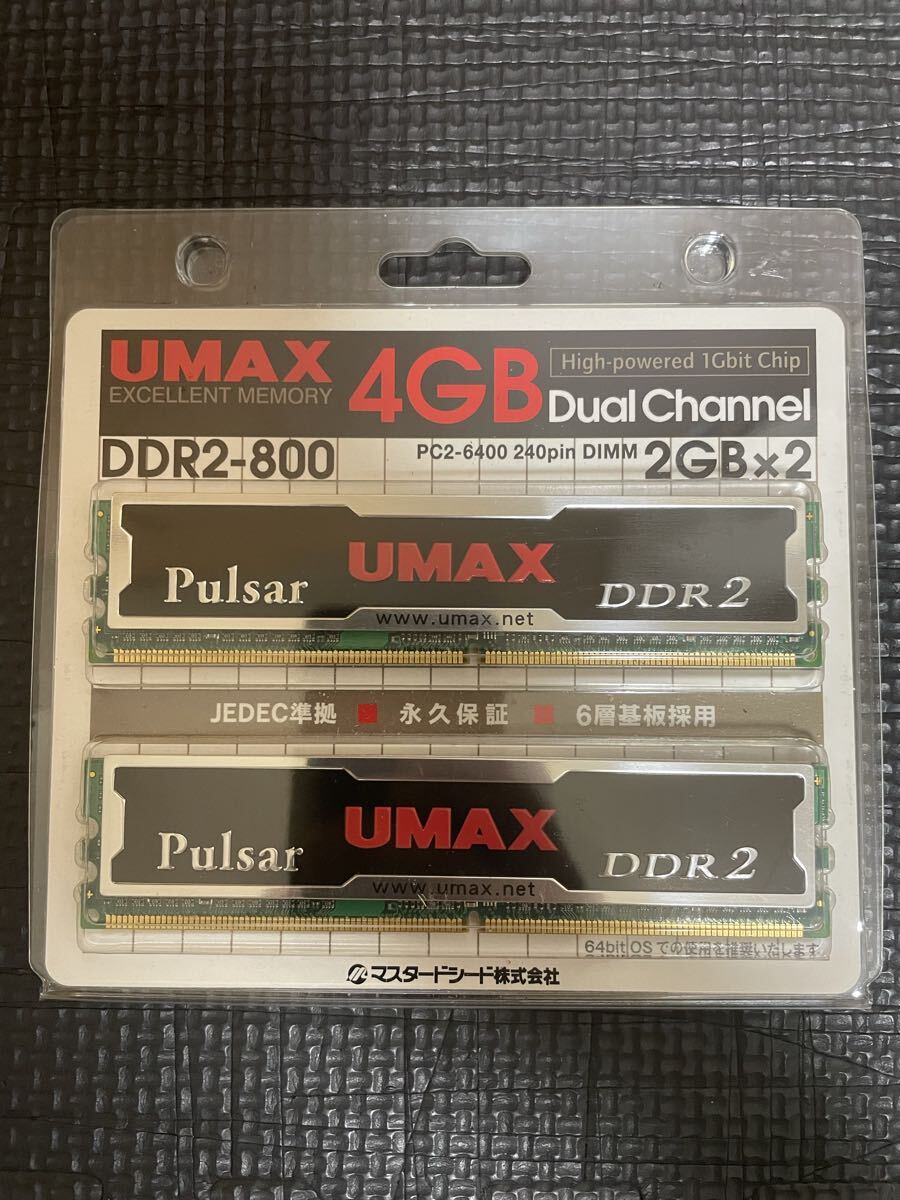 UMAX
EXCELLENT MEMORY
4GB
High-powered 1Gbit Chip
Dual Channel
DDR2-800
PC2-6400 240pin DIMM
2GB×2
Pulsar
UMAX
DDR2
www.umax.net
JEDEC準拠 ■ 永久保証 ■ 6層基板採用
Pulsar
UMAX
DDR2
www.umax.net
64bit OS での使用を推奨いたします
マスタードシード株式会社